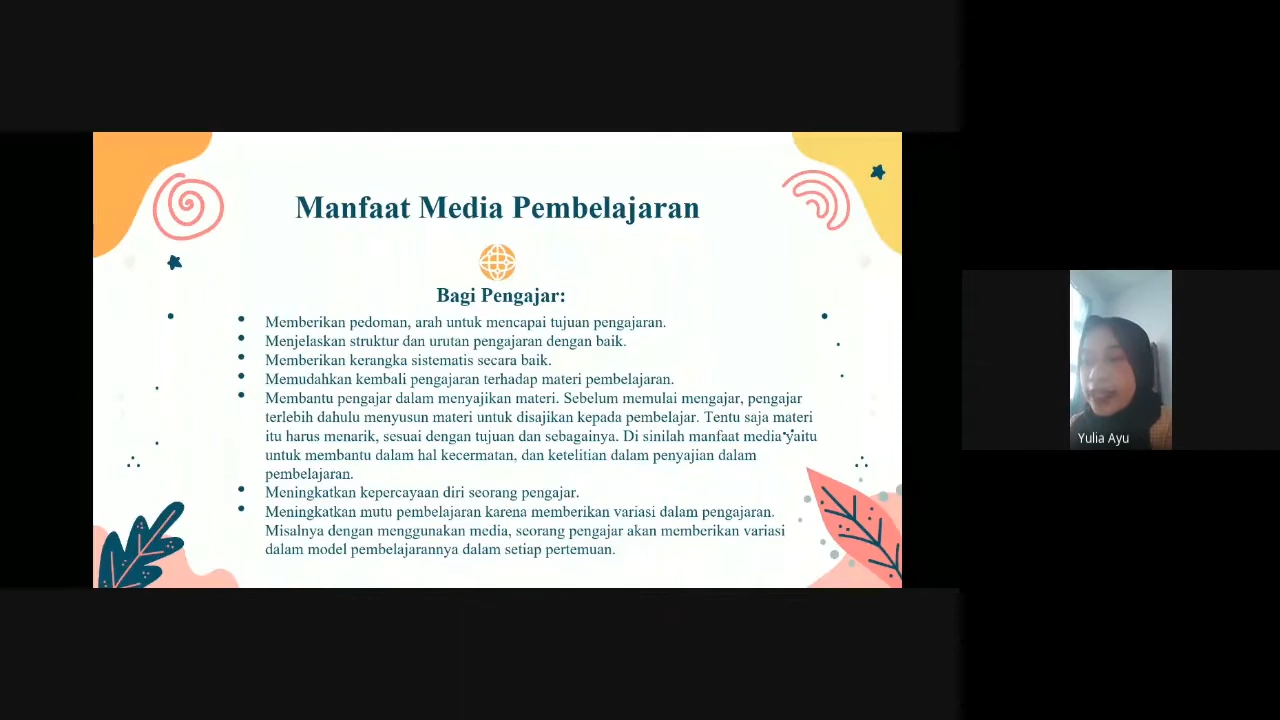 Manfaat Media Pembelajaran
Bagi Pengajar:
• Memberikan pedoman, arah untuk mencapai tujuan pengajaran.
• Menjelaskan struktur dan urutan pengajaran dengan baik.
• Memberikan kerangka sistematis secara baik.
• Memudahkan kembali pengajaran terhadap materi pembelajaran.
• Membantu pengajar dalam menyajikan materi. Sebelum memulai mengajar, pengajar
terlebih dahulu menyusun materi untuk disajikan kepada pembelajar. Tentu saja materi
itu harus menarik, sesuai dengan tujuan dan sebagainya. Di sinilah manfaat media yaitu
untuk membantu dalam hal kecermatan, dan ketelitian dalam penyajian dalam
pembelajaran.
• Meningkatkan kepercayaan diri seorang pengajar.
• Meningkatkan mutu pembelajaran karena memberikan variasi dalam pengajaran.
Misalnya dengan menggunakan media, seorang pengajar akan memberikan variasi
dalam model pembelajarannya dalam setiap pertemuan.
Yulia Ayu